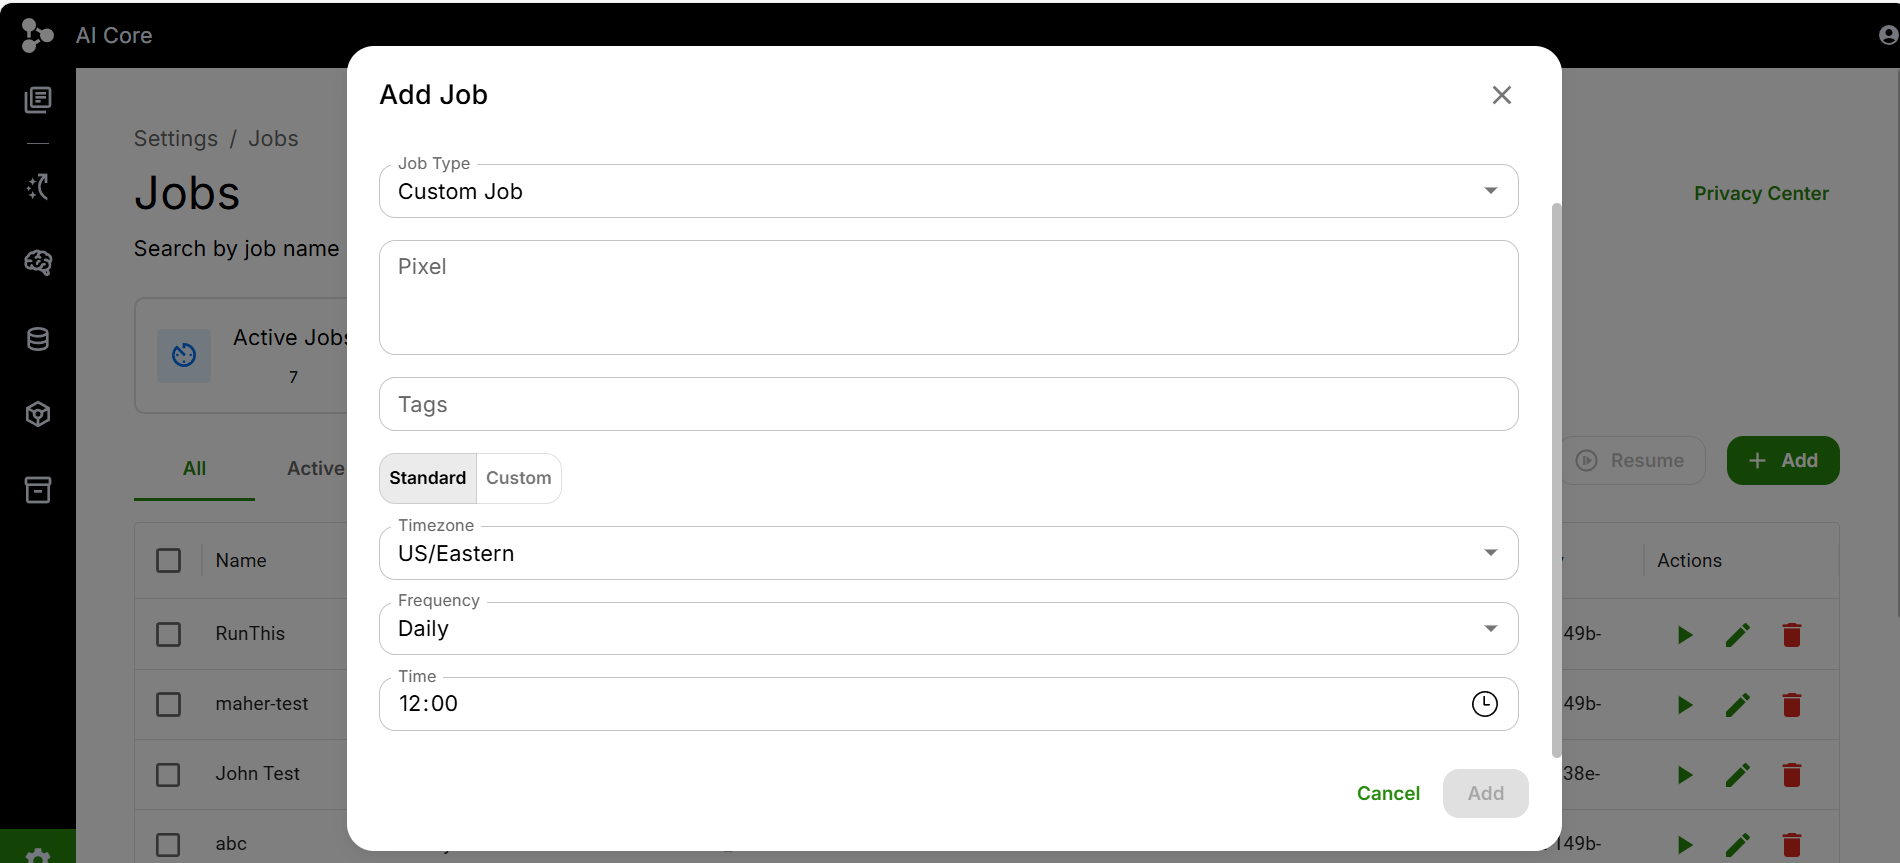 AI Core
Settings / Jobs
Jobs
Privacy Center
Search by job name
Active Jobs
7
All
Active
Resume
Add
Name
Actions
RunThis
49b-
maher-test
49b-
John Test
38e-
abc
149b-
Add Job
Job Type
Custom Job
Pixel
Tags
Standard
Custom
Timezone
US/Eastern
Frequency
Daily
Time
12:00
Cancel
Add